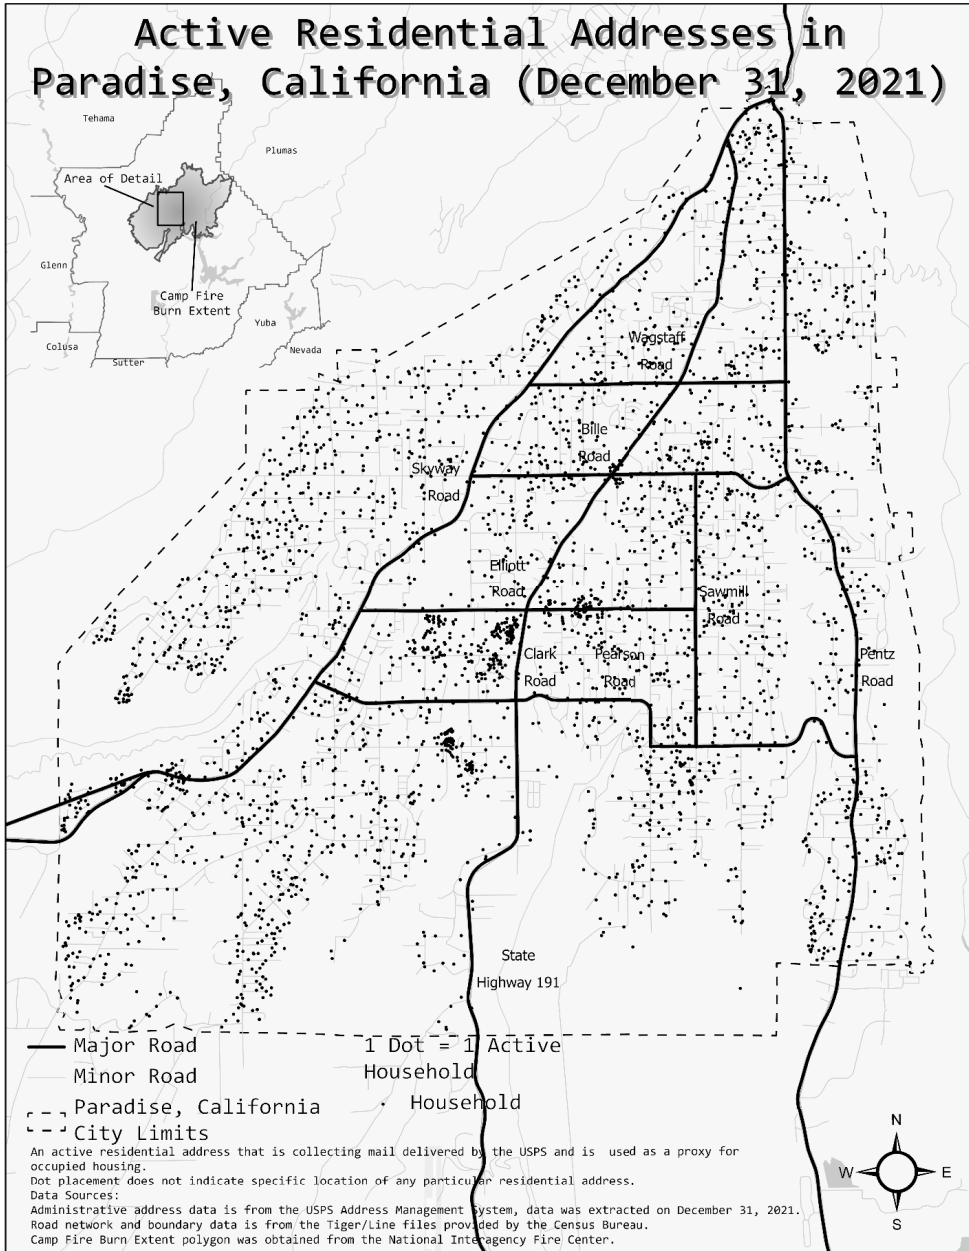 Active Residential Addresses in
Paradise, California (December 31, 2021)
Tehama
Plumas
Area of Detail
Glenn
Camp Fire
Burn Extent
Yuba
Colusa
Nevada
Sutter
Wagstaff
Road
Bille
Road
Skyway
Road
Elliott
Road
Sawmill
Road
Clark
Road
Pearson
Road
Pentz
Road
State
Highway 191
Major Road
Minor Road
Paradise, California
City Limits
1 Dot = 1 Active
Household
Household
N
W
E
S
An active residential address that is collecting mail delivered by the USPS and is used as a proxy for
occupied housing.
Dot placement does not indicate specific location of any particular residential address.
Data Sources:
Administrative address data is from the USPS Address Management System, data was extracted on December 31, 2021.
Road network and boundary data is from the Tiger/Line files provided by the Census Bureau.
Camp Fire Burn Extent polygon was obtained from the National Interagency Fire Center.